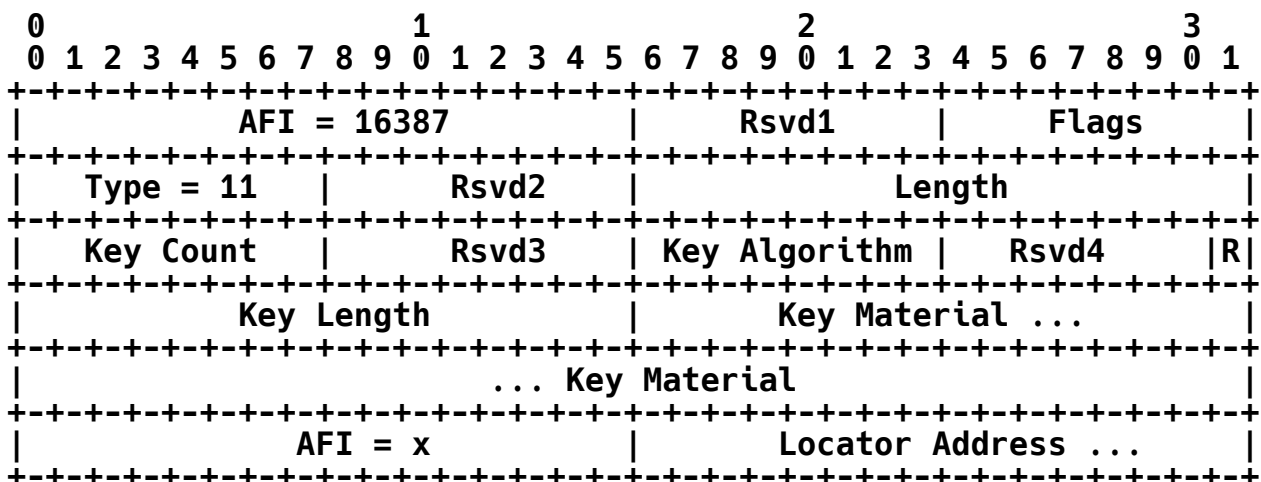 0                   1                   2                   3
 0 1 2 3 4 5 6 7 8 9 0 1 2 3 4 5 6 7 8 9 0 1 2 3 4 5 6 7 8 9 0 1
+-+-+-+-+-+-+-+-+-+-+-+-+-+-+-+-+-+-+-+-+-+-+-+-+-+-+-+-+-+-+-+-+
|           AFI = 16387         |     Rsvd1     |     Flags     |
+-+-+-+-+-+-+-+-+-+-+-+-+-+-+-+-+-+-+-+-+-+-+-+-+-+-+-+-+-+-+-+-+
|   Type = 11   |      Rsvd2    |             Length            |
+-+-+-+-+-+-+-+-+-+-+-+-+-+-+-+-+-+-+-+-+-+-+-+-+-+-+-+-+-+-+-+-+
|   Key Count   |      Rsvd3    | Key Algorithm |   Rsvd4     |R|
+-+-+-+-+-+-+-+-+-+-+-+-+-+-+-+-+-+-+-+-+-+-+-+-+-+-+-+-+-+-+-+-+
|           Key Length          |       Key Material ...        |
+-+-+-+-+-+-+-+-+-+-+-+-+-+-+-+-+-+-+-+-+-+-+-+-+-+-+-+-+-+-+-+-+
|                        ... Key Material                       |
+-+-+-+-+-+-+-+-+-+-+-+-+-+-+-+-+-+-+-+-+-+-+-+-+-+-+-+-+-+-+-+-+
|              AFI = x          |       Locator Address ...     |
+-+-+-+-+-+-+-+-+-+-+-+-+-+-+-+-+-+-+-+-+-+-+-+-+-+-+-+-+-+-+-+-+